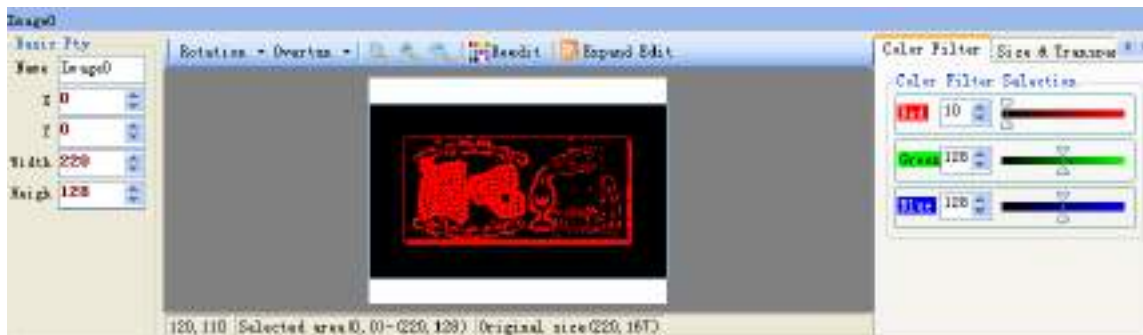 Image0
Basic Pty
Name Image0
X 0
Y 0
Width 220
Heigh 128
Rotation Overtun Reedit Expand Edit
120,110 Selected area(0,0)-(220,128) Original size(220,167)
Color Filter Size & Transpa
Color Filter Selection
Red 10
Green 128
Blue 128